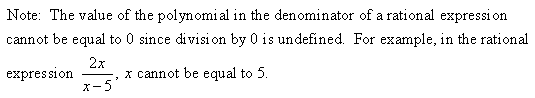 Note: The value of the polynomial in the denominator of a rational expression
cannot be equal to 0 since division by 0 is undefined. For example, in the rational
expression 2x/(x-5), x cannot be equal to 5.